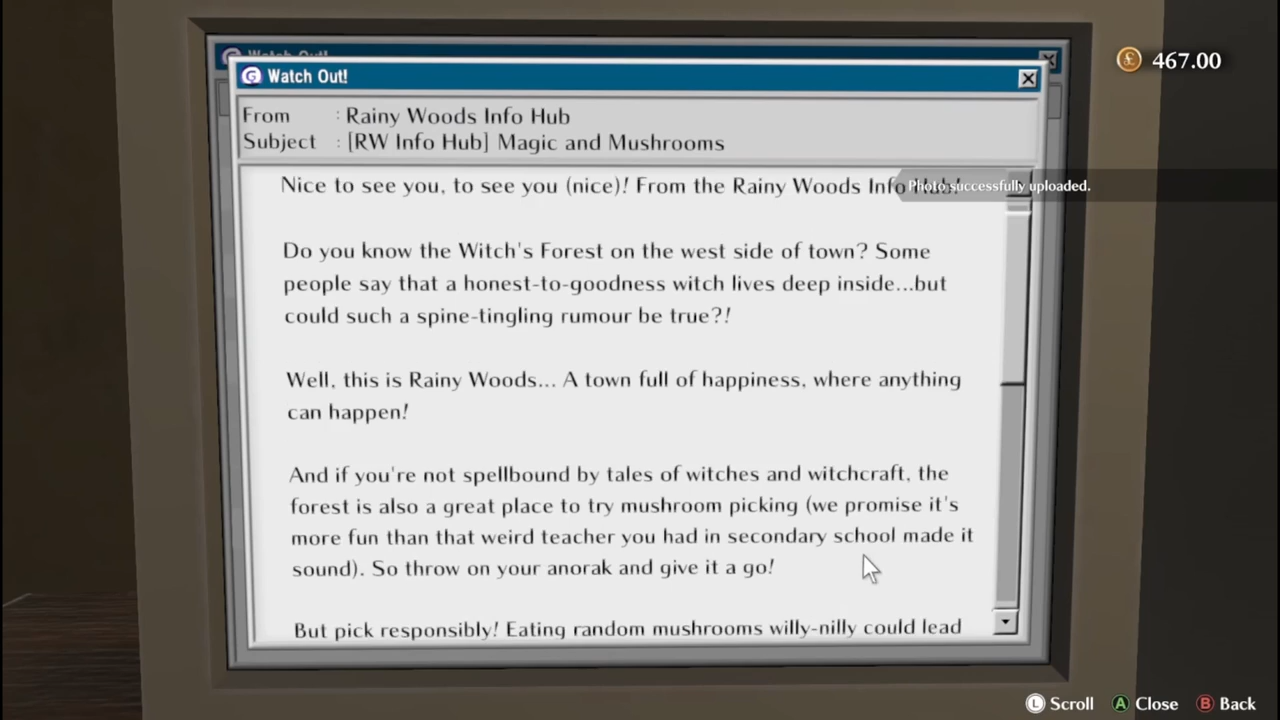 Watch Out!
467.00
Watch Out!
From : Rainy Woods Info Hub
Subject : [RW Info Hub] Magic and Mushrooms
Nice to see you, to see you (nice)! From the Rainy Woods Info Hub!
Photo successfully uploaded.
Do you know the Witch's Forest on the west side of town? Some
people say that a honest-to-goodness witch lives deep inside...but
could such a spine-tingling rumour be true?!
Well, this is Rainy Woods... A town full of happiness, where anything
can happen!
And if you're not spellbound by tales of witches and witchcraft, the
forest is also a great place to try mushroom picking (we promise it's
more fun than that weird teacher you had in secondary school made it
sound). So throw on your anorak and give it a go!
But pick responsibly! Eating random mushrooms willy-nilly could lead
L Scroll A Close B Back